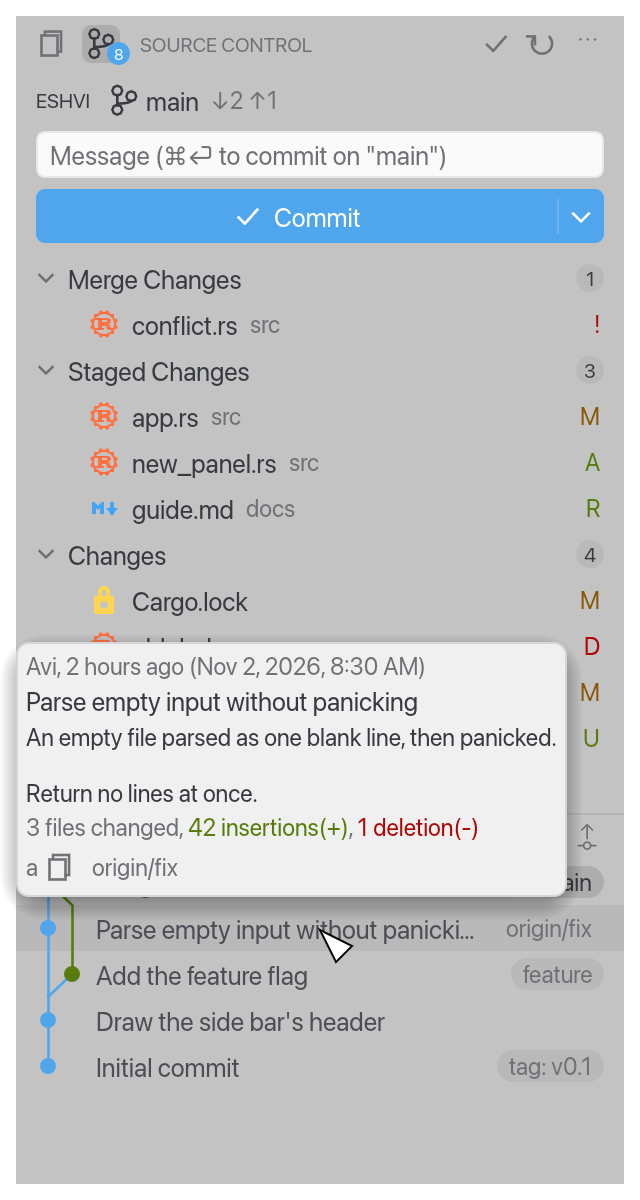 8 SOURCE CONTROL ...
ESHVI main ↓2 ↑1
Message (⌘⏎ to commit on "main")
Commit
Merge Changes 1
conflict.rs src !
Staged Changes 3
app.rs src M
new_panel.rs src A
guide.md docs R
Changes 4
Cargo.lock M
D
M
U
Avi, 2 hours ago (Nov 2, 2026, 8:30 AM)
Parse empty input without panicking
An empty file parsed as one blank line, then panicked.
Return no lines at once.
3 files changed, 42 insertions(+), 1 deletion(-)
a origin/fix
Parse empty input without panicki... origin/fix
Add the feature flag feature
Draw the side bar's header
Initial commit tag: v0.1